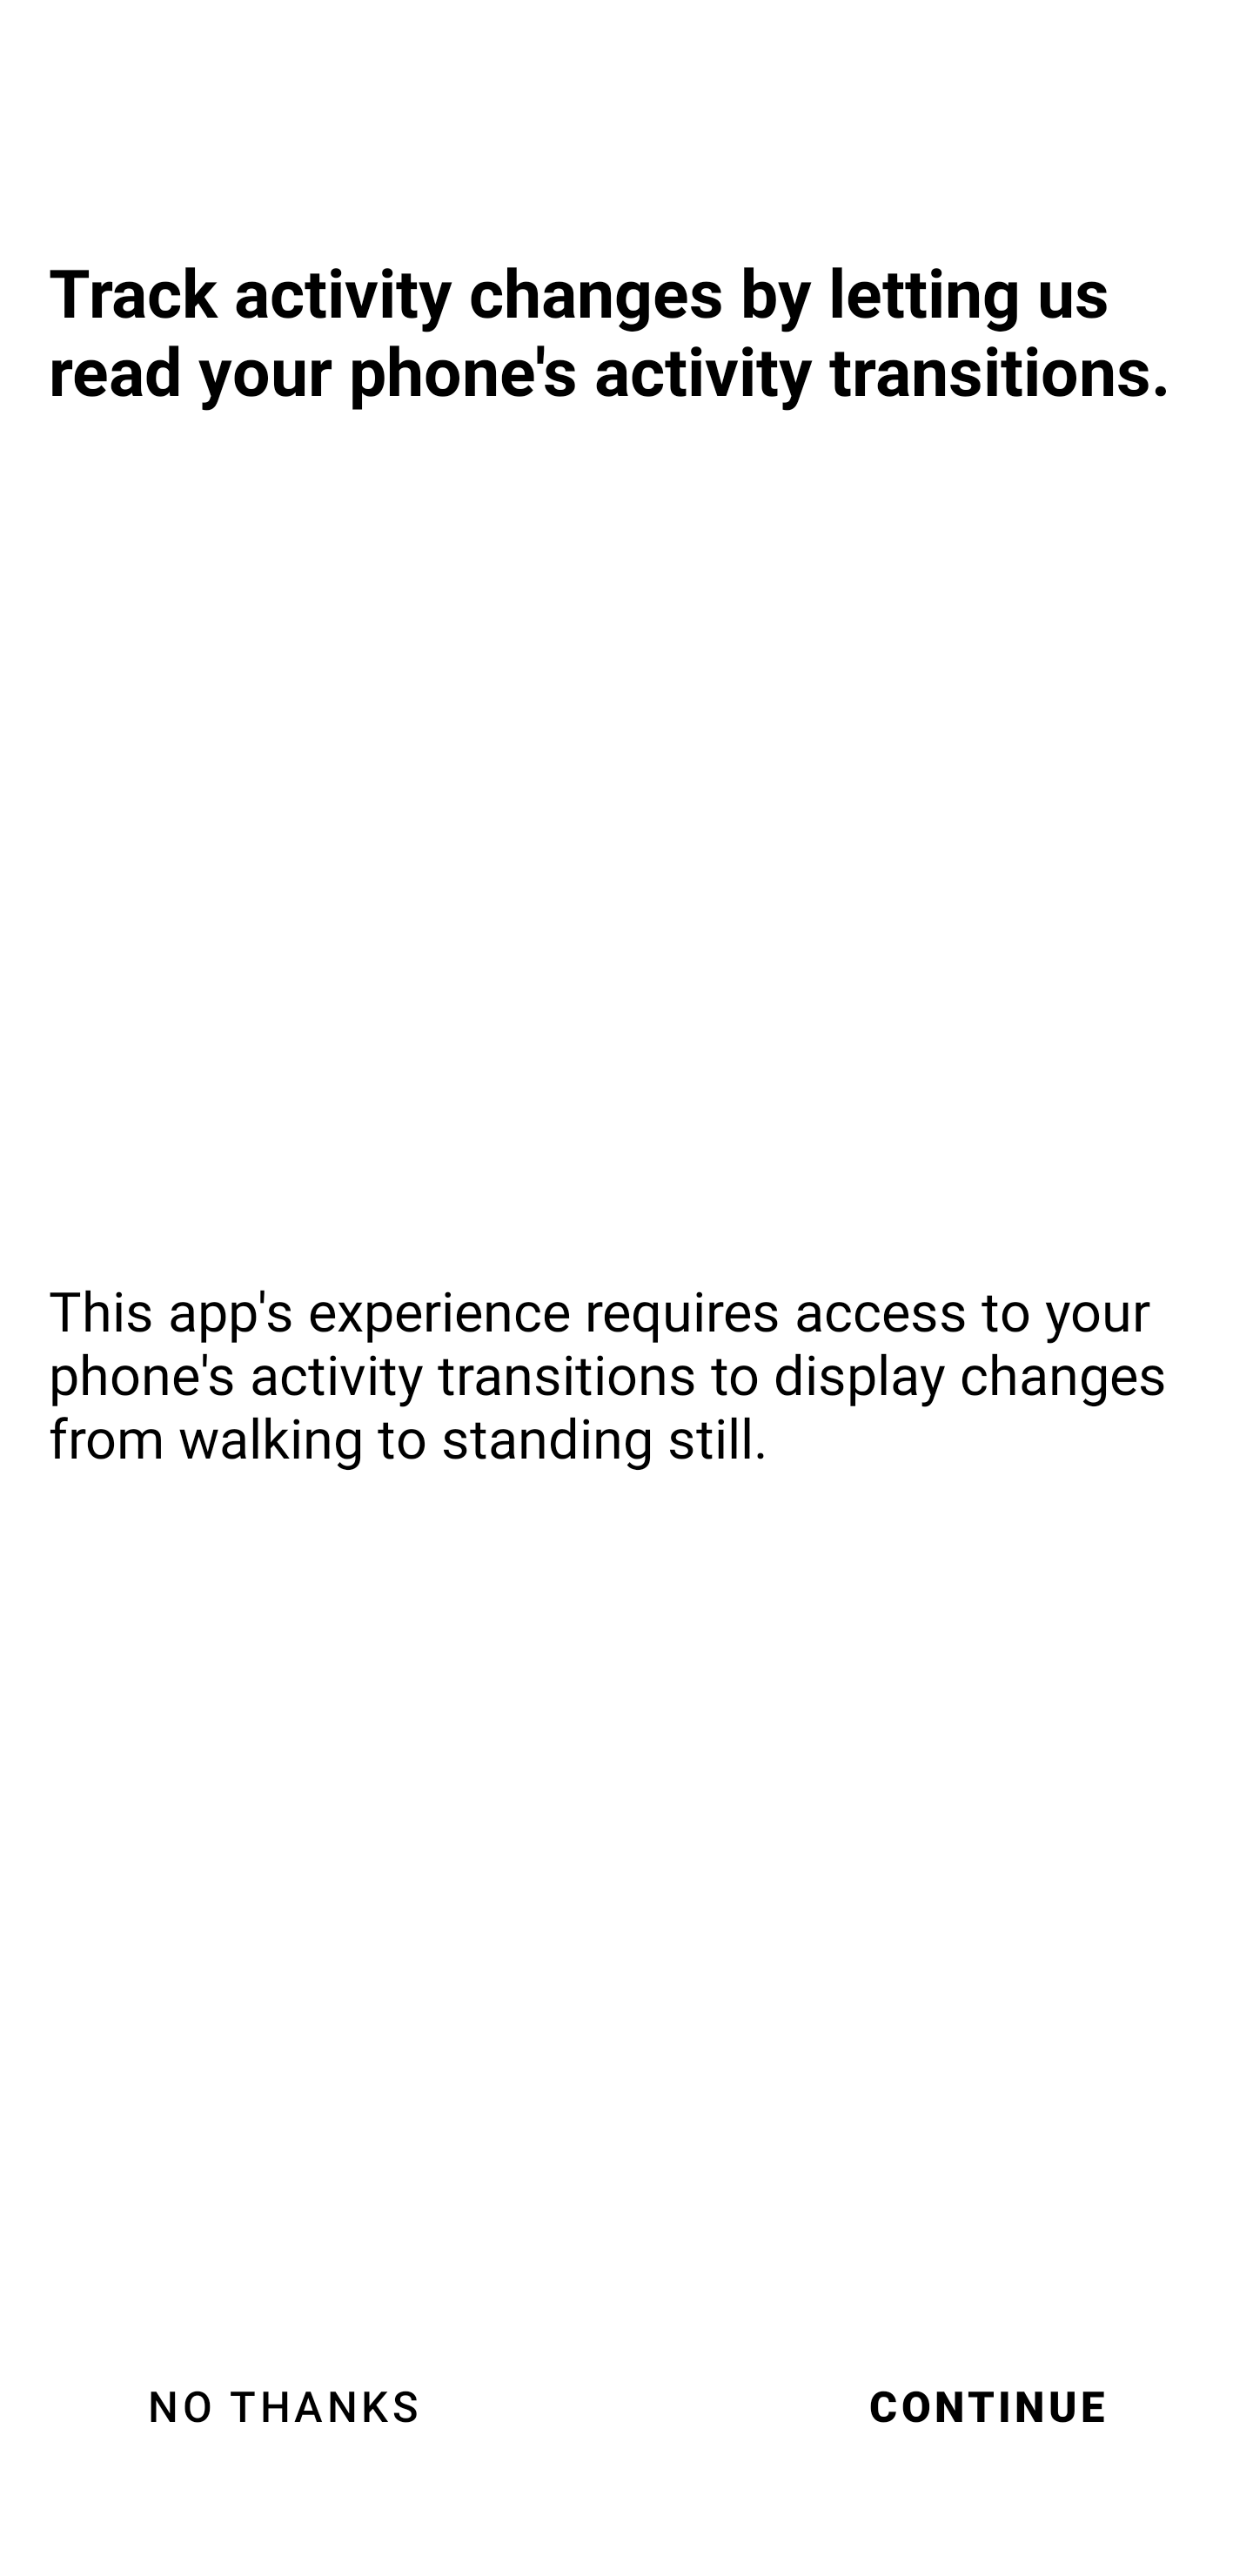 Track activity changes by letting us
read your phone's activity transitions.
This app's experience requires access to your
phone's activity transitions to display changes
from walking to standing still.
NO THANKS
CONTINUE